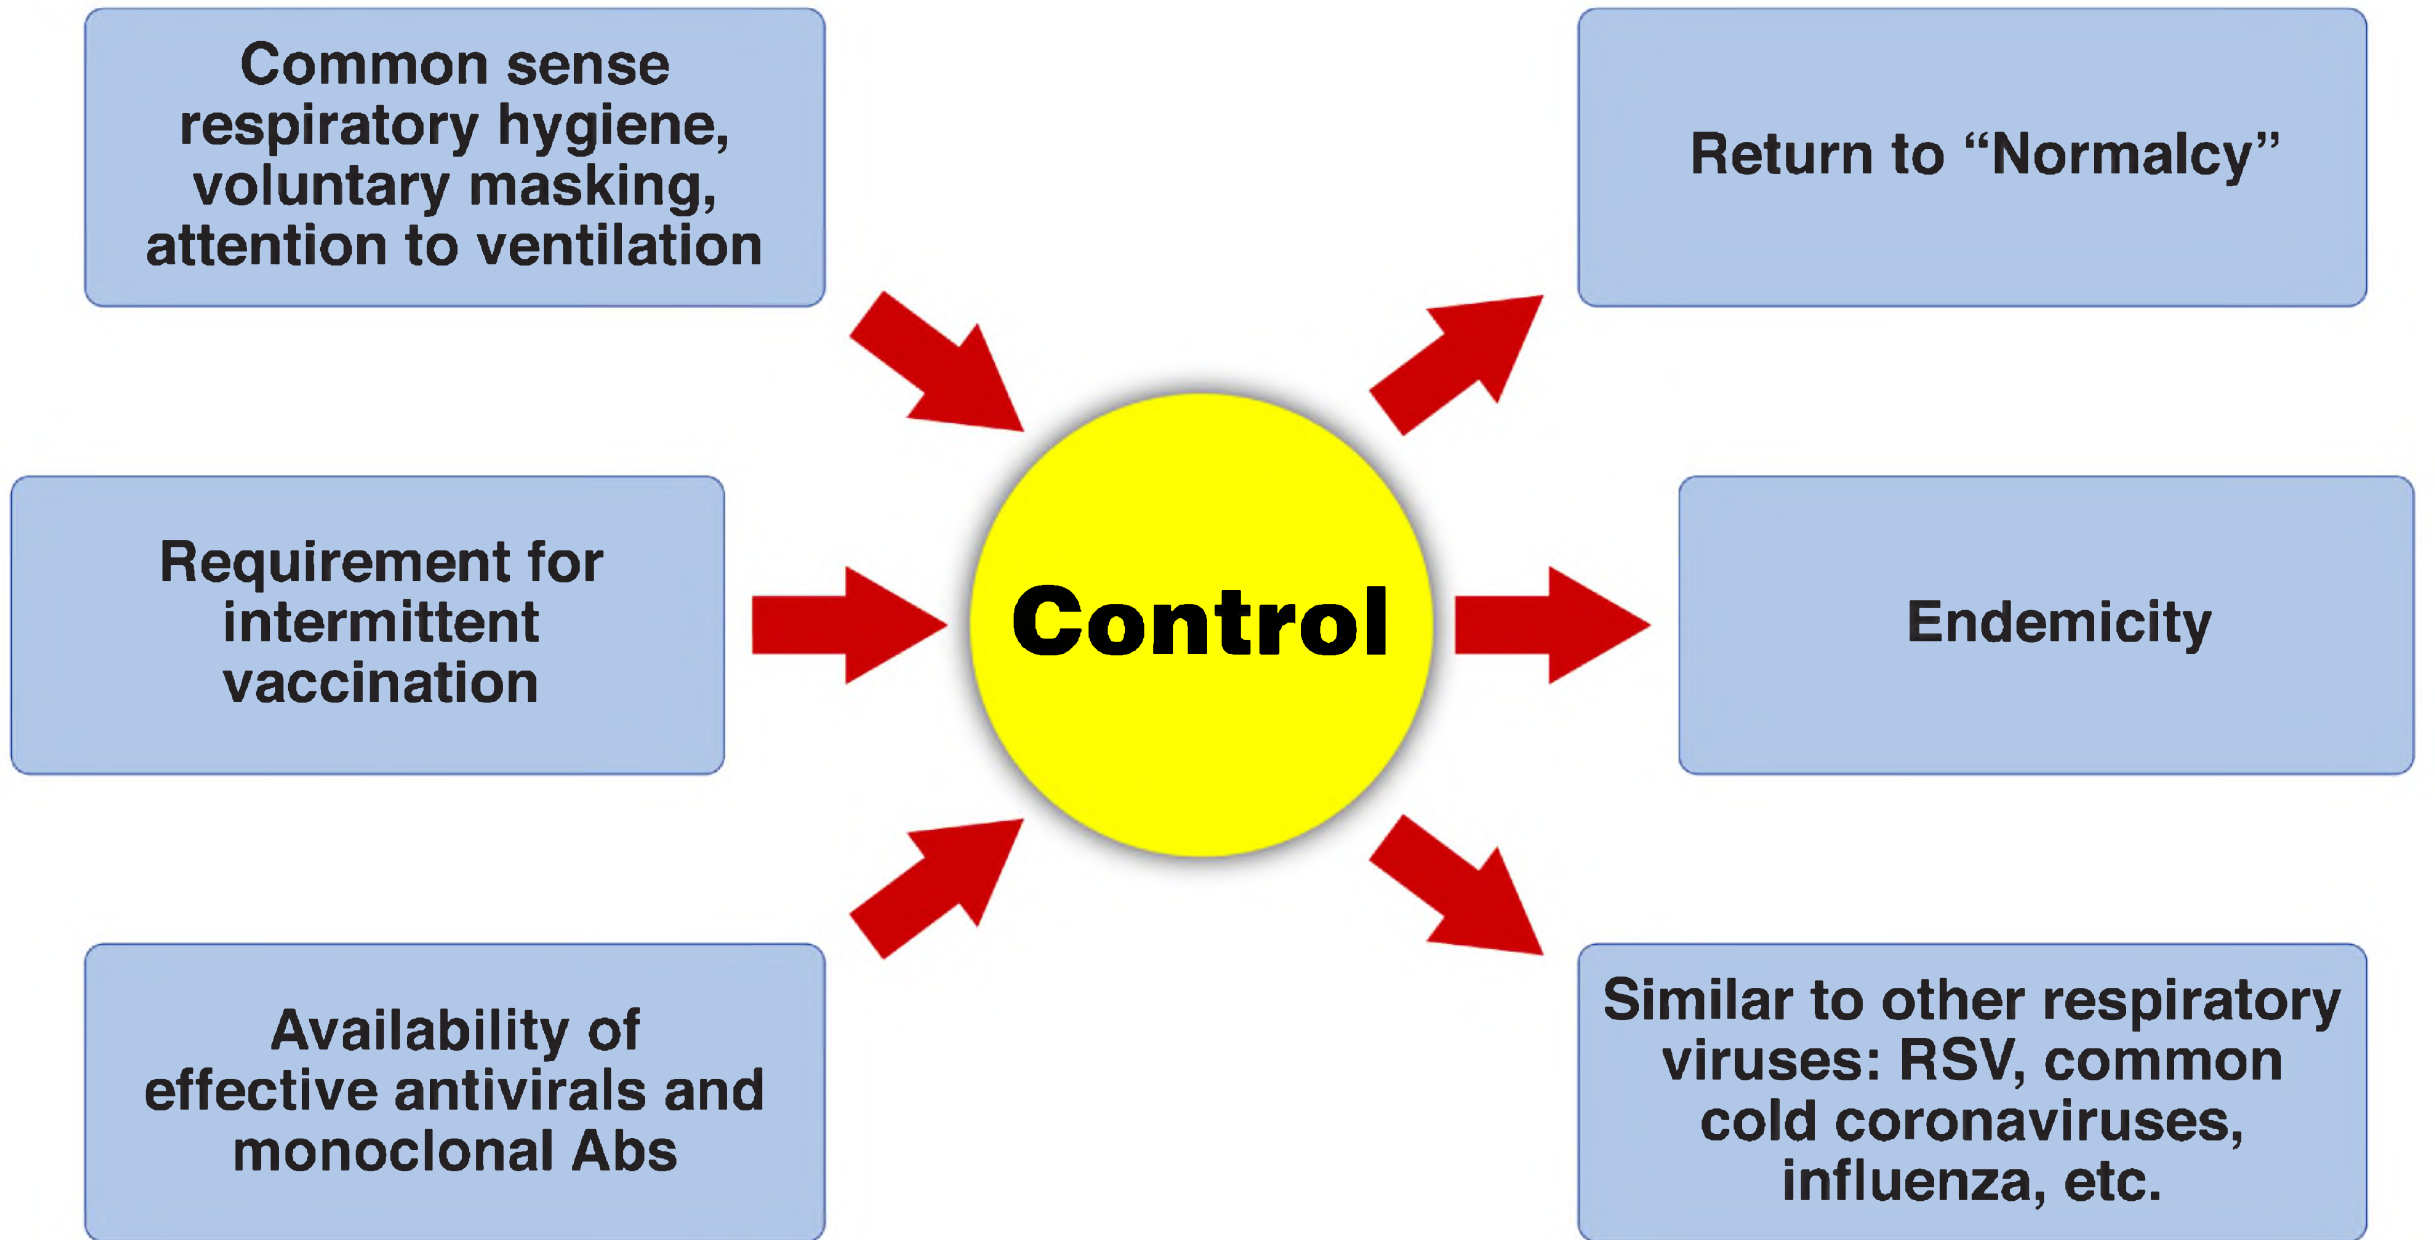 Common sense
respiratory hygiene,
voluntary masking,
attention to ventilation
Requirement for
intermittent
vaccination
Availability of
effective antivirals and
monoclonal Abs
Control
Return to “Normalcy”
Endemicity
Similar to other respiratory
viruses: RSV, common
cold coronaviruses,
influenza, etc.